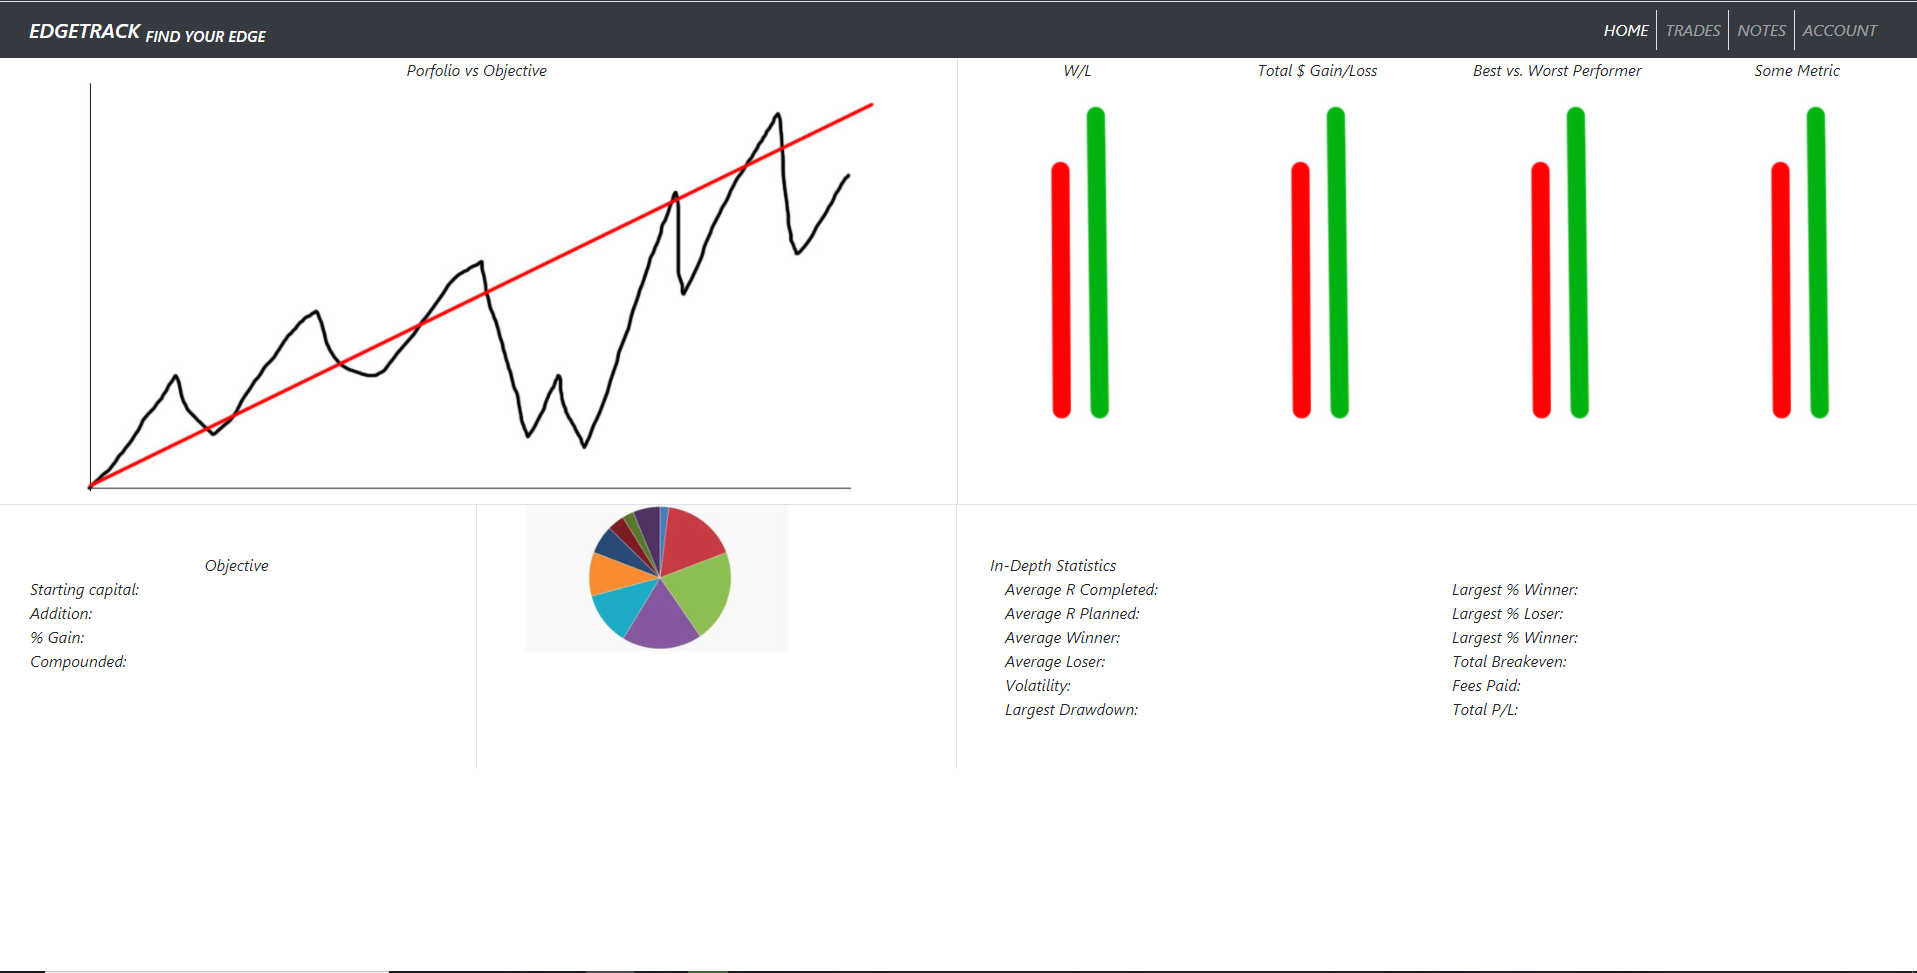 EDGETRACK FIND YOUR EDGE
HOME TRADES NOTES ACCOUNT
Porfolio vs Objective
W/L
Total $ Gain/Loss
Best vs. Worst Performer
Some Metric
Objective
Starting capital:
Addition:
% Gain:
Compounded:
In-Depth Statistics
Average R Completed:
Average R Planned:
Average Winner:
Average Loser:
Volatility:
Largest Drawdown:
Largest % Winner:
Largest % Loser:
Largest % Winner:
Total Breakeven:
Fees Paid:
Total P/L: